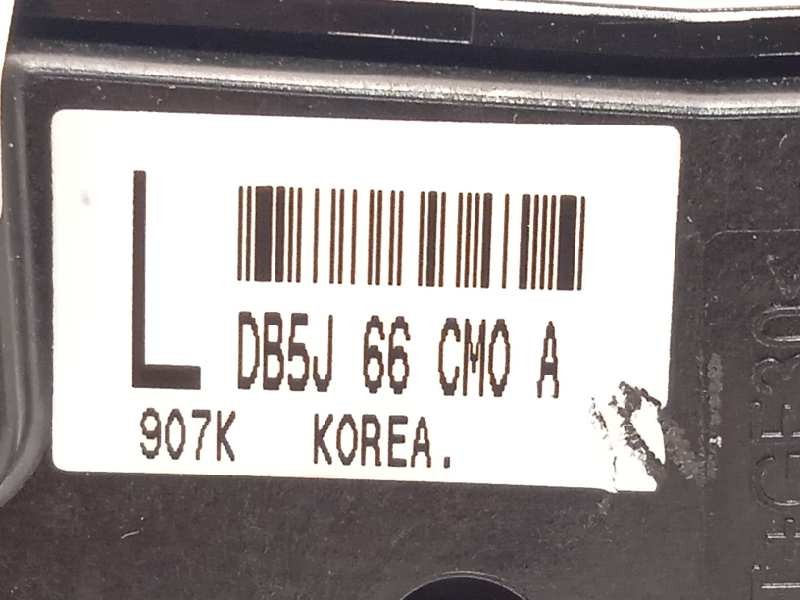 L
DB5J 66 CM0 A
907K KOREA.